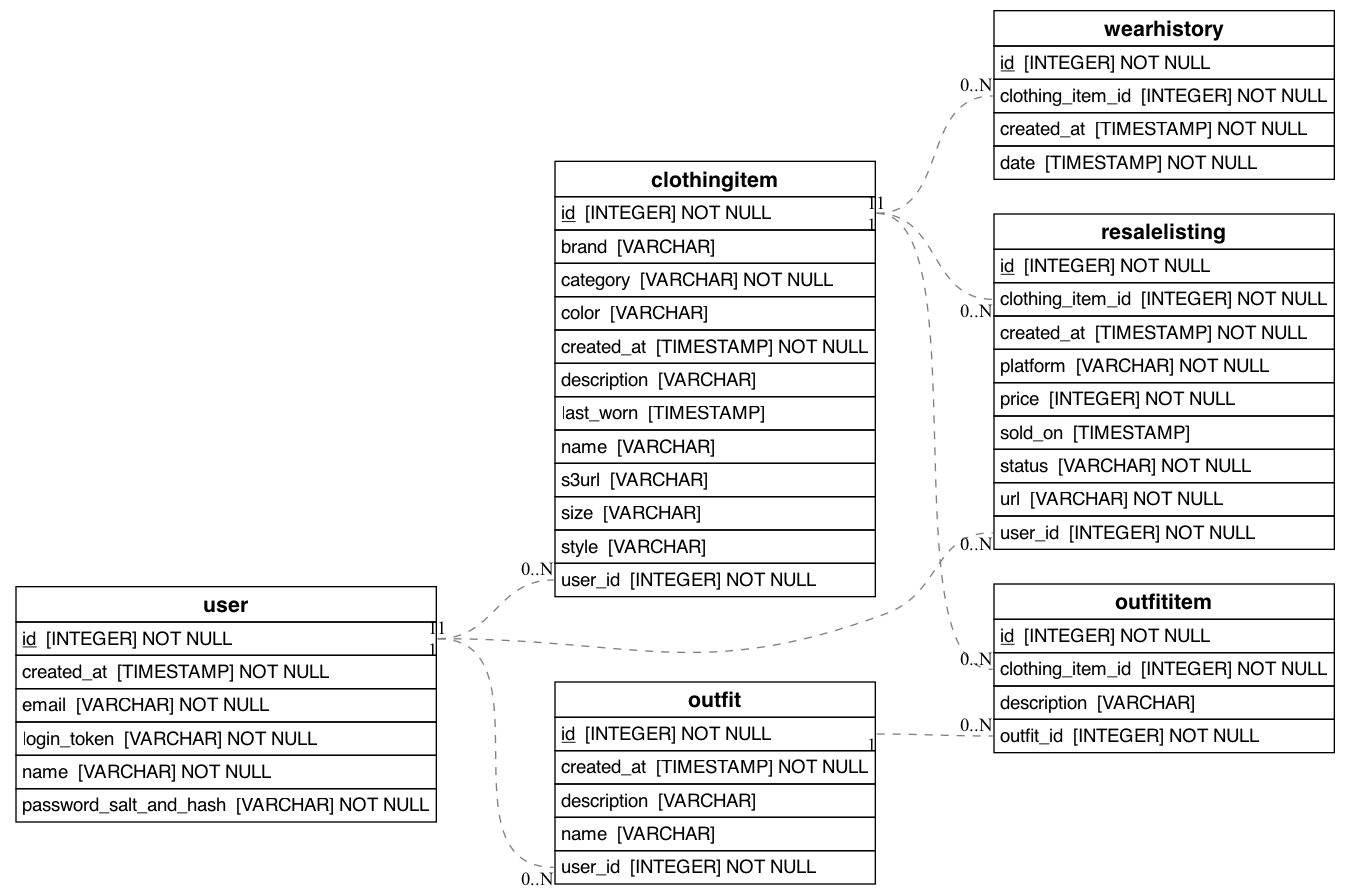 wearhistory
id [INTEGER] NOT NULL
clothing_item_id [INTEGER] NOT NULL
created_at [TIMESTAMP] NOT NULL
date [TIMESTAMP] NOT NULL
0..N
clothingitem
id [INTEGER] NOT NULL
brand [VARCHAR]
category [VARCHAR] NOT NULL
color [VARCHAR]
created_at [TIMESTAMP] NOT NULL
description [VARCHAR]
last_worn [TIMESTAMP]
name [VARCHAR]
s3url [VARCHAR]
size [VARCHAR]
style [VARCHAR]
user_id [INTEGER] NOT NULL
1
1
1
0..N
resalelisting
id [INTEGER] NOT NULL
clothing_item_id [INTEGER] NOT NULL
created_at [TIMESTAMP] NOT NULL
platform [VARCHAR] NOT NULL
price [INTEGER] NOT NULL
sold_on [TIMESTAMP]
status [VARCHAR] NOT NULL
url [VARCHAR] NOT NULL
user_id [INTEGER] NOT NULL
0..N
0..N
user
id [INTEGER] NOT NULL
created_at [TIMESTAMP] NOT NULL
email [VARCHAR] NOT NULL
login_token [VARCHAR] NOT NULL
name [VARCHAR] NOT NULL
password_salt_and_hash [VARCHAR] NOT NULL
1
1
1
outfit
id [INTEGER] NOT NULL
created_at [TIMESTAMP] NOT NULL
description [VARCHAR]
name [VARCHAR]
user_id [INTEGER] NOT NULL
1
0..N
outfititem
id [INTEGER] NOT NULL
clothing_item_id [INTEGER] NOT NULL
description [VARCHAR]
outfit_id [INTEGER] NOT NULL
0..N
0..N